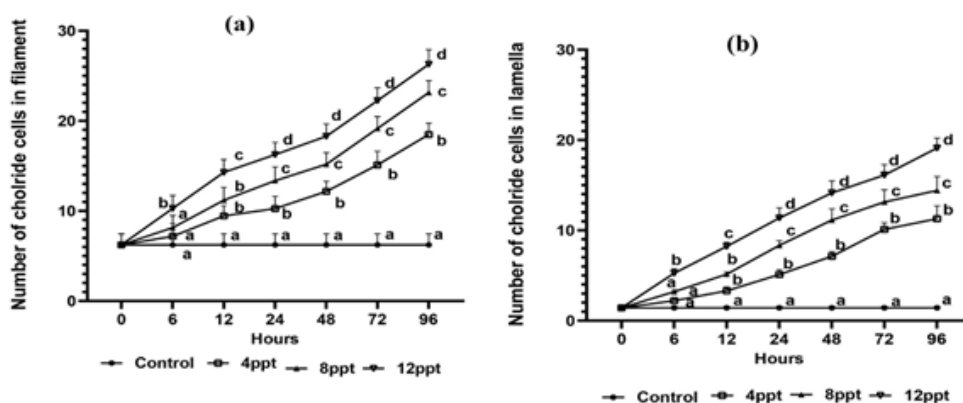 (a)
Number of cholride cells in filament
30
20
10
0
d
d
d
d
c
c
c
c
c
b
b
b
b
b
b
b
a
a
a
a
a
a
a
a
0 6 12 24 48 72 96
Hours
Control 4ppt 8ppt 12ppt
(b)
Number of cholride cells in lamella
30
20
10
0
d
d
d
d
c
c
c
c
c
b
b
b
b
b
b
b
a
a
a
a
a
a
a
a
0 6 12 24 48 72 96
Hours
Control 4ppt 8ppt 12ppt